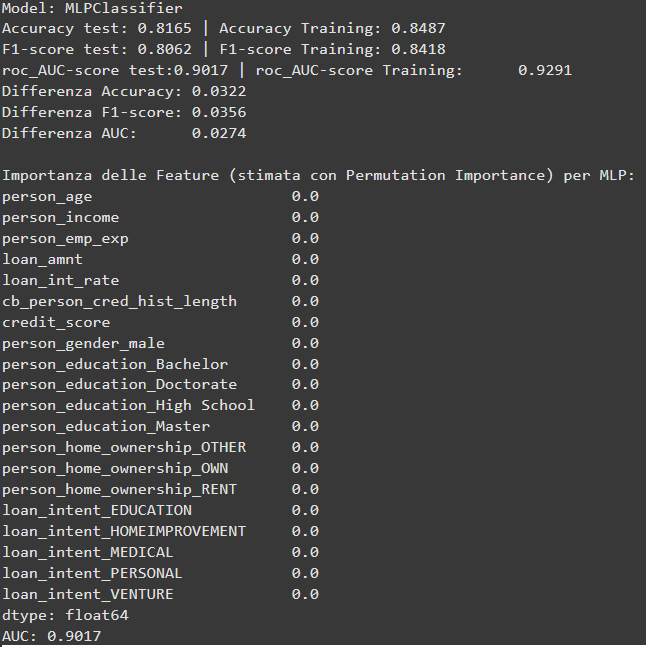 Model: MLPClassifier
Accuracy test: 0.8165 | Accuracy Training: 0.8487
F1-score test: 0.8062 | F1-score Training: 0.8418
roc_AUC-score test:0.9017 | roc_AUC-score Training:      0.9291
Differenza Accuracy: 0.0322
Differenza F1-score: 0.0356
Differenza AUC:      0.0274

Importanza delle Feature (stimata con Permutation Importance) per MLP:
person_age                      0.0
person_income                   0.0
person_emp_exp                  0.0
loan_amnt                       0.0
loan_int_rate                   0.0
cb_person_cred_hist_length      0.0
credit_score                    0.0
person_gender_male              0.0
person_education_Bachelor       0.0
person_education_Doctorate      0.0
person_education_High School    0.0
person_education_Master         0.0
person_home_ownership_OTHER     0.0
person_home_ownership_OWN       0.0
person_home_ownership_RENT      0.0
loan_intent_EDUCATION           0.0
loan_intent_HOMEIMPROVEMENT     0.0
loan_intent_MEDICAL             0.0
loan_intent_PERSONAL            0.0
loan_intent_VENTURE             0.0
dtype: float64
AUC: 0.9017